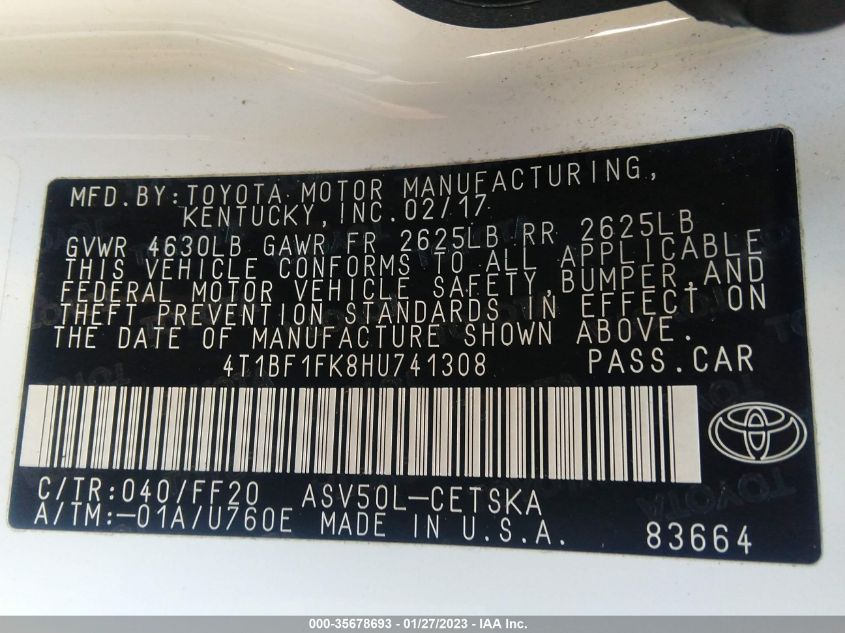 MFD.BY:TOYOTA MOTOR MANUFACTURING,
KENTUCKY, INC. 02/17
GVWR 4630LB GAWR FR 2625LB RR 2625LB
THIS VEHICLE CONFORMS TO ALL APPLICABLE
FEDERAL MOTOR VEHICLE SAFETY,BUMPER,AND
THEFT PREVENTION STANDARDS IN EFFECT ON
THE DATE OF MANUFACTURE SHOWN ABOVE.
4T1BF1FK8HU741308 PASS.CAR
C/TR:040/FF20 ASV50L-CETSKA
A/TM:-01A/U760E MADE IN U.S.A. 83664
TOYOTA
000-35678693 - 01/27/2023 - IAA Inc.